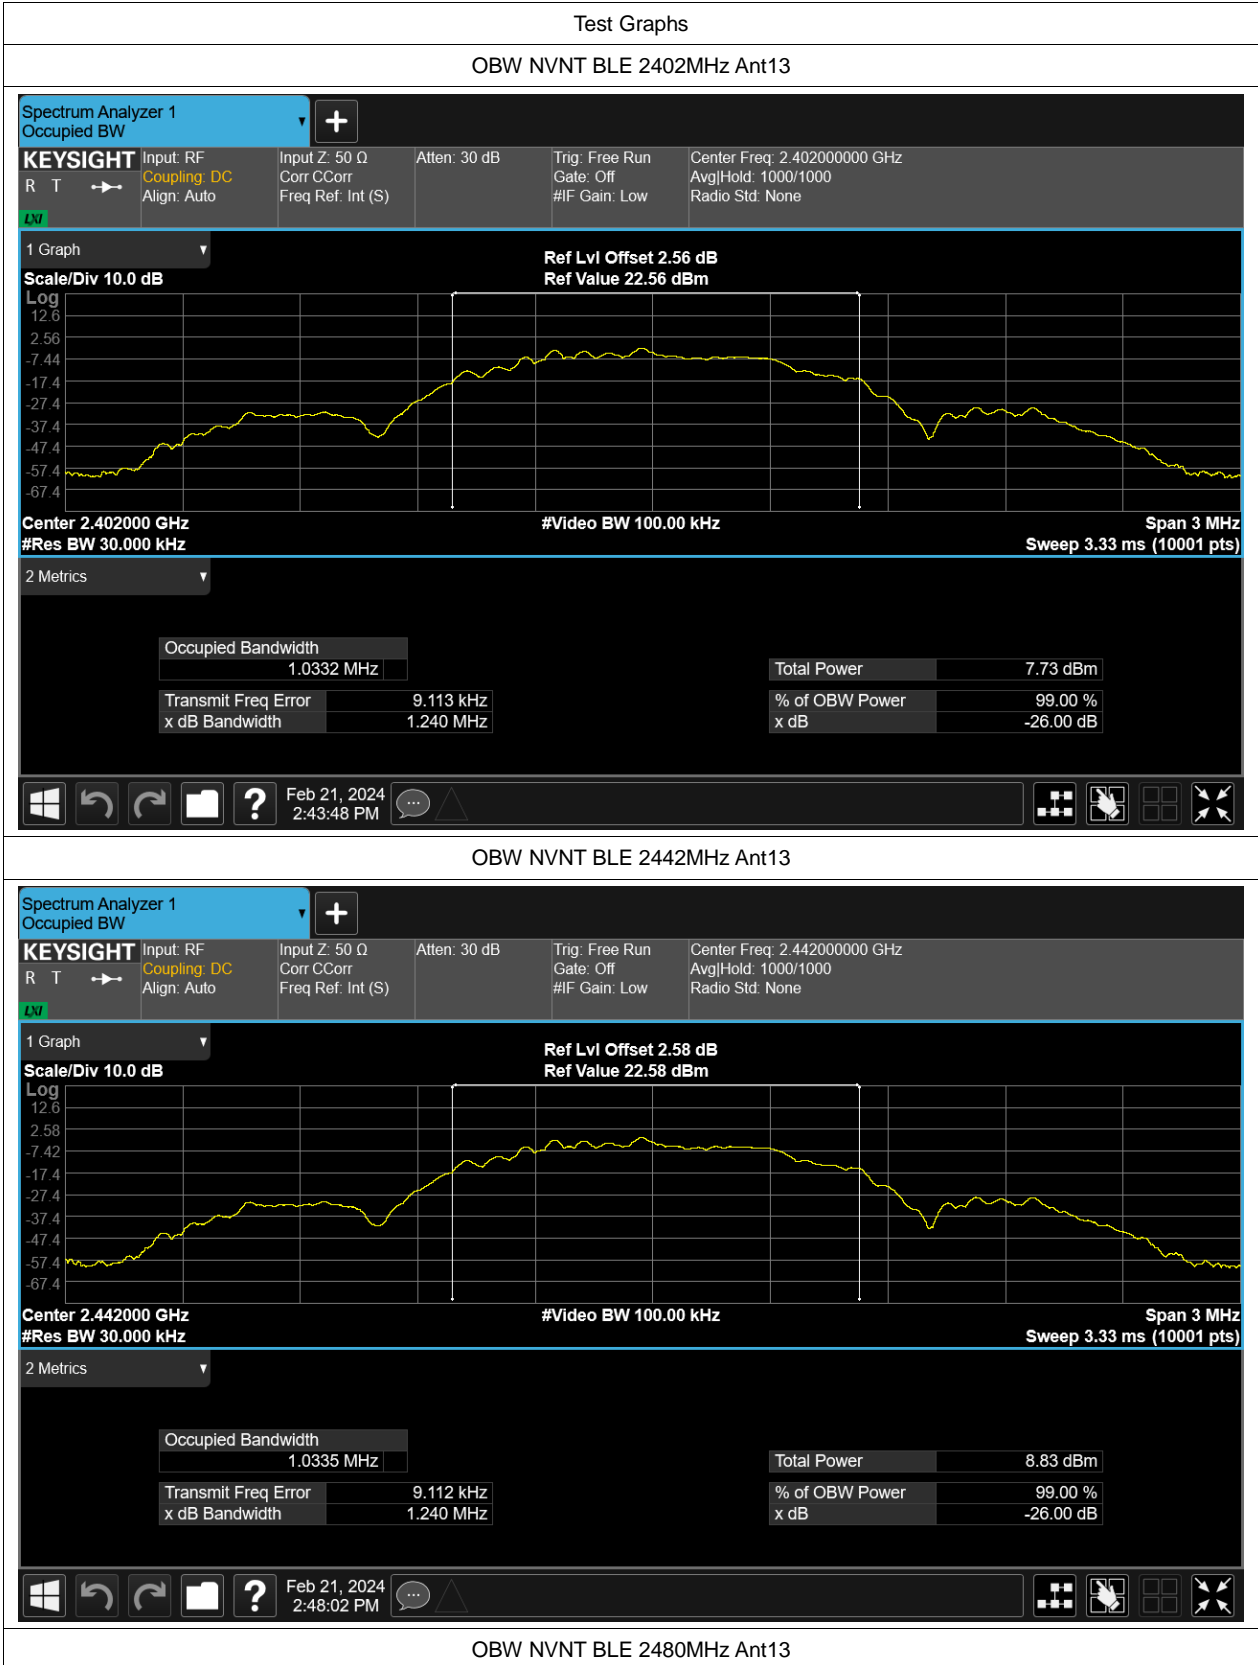 Test Graphs
OBW NVNT BLE 2402MHz Ant13
Spectrum Analyzer 1
Occupied BW
KEYSIGHT Input: RF Input Z: 50 Ω Atten: 30 dB Trig: Free Run Center Freq: 2.402000000 GHz
R T Coupling: DC Corr CCorr Gate: Off Avg|Hold: 1000/1000
Align: Auto Freq Ref: Int (S) #IF Gain: Low Radio Std: None
LXI
1 Graph
Ref Lvl Offset 2.56 dB
Scale/Div 10.0 dB Ref Value 22.56 dBm
Log
12.6
2.56
-7.44
-17.4
-27.4
-37.4
-47.4
-57.4
-67.4
Center 2.402000 GHz #Video BW 100.00 kHz Span 3 MHz
#Res BW 30.000 kHz Sweep 3.33 ms (10001 pts)
2 Metrics
Occupied Bandwidth
1.0332 MHz Total Power 7.73 dBm
Transmit Freq Error 9.113 kHz % of OBW Power 99.00 %
x dB Bandwidth 1.240 MHz x dB -26.00 dB
Feb 21, 2024
2:43:48 PM
OBW NVNT BLE 2442MHz Ant13
Spectrum Analyzer 1
Occupied BW
KEYSIGHT Input: RF Input Z: 50 Ω Atten: 30 dB Trig: Free Run Center Freq: 2.442000000 GHz
R T Coupling: DC Corr CCorr Gate: Off Avg|Hold: 1000/1000
Align: Auto Freq Ref: Int (S) #IF Gain: Low Radio Std: None
LXI
1 Graph
Ref Lvl Offset 2.58 dB
Scale/Div 10.0 dB Ref Value 22.58 dBm
Log
12.6
2.58
-7.42
-17.4
-27.4
-37.4
-47.4
-57.4
-67.4
Center 2.442000 GHz #Video BW 100.00 kHz Span 3 MHz
#Res BW 30.000 kHz Sweep 3.33 ms (10001 pts)
2 Metrics
Occupied Bandwidth
1.0335 MHz Total Power 8.83 dBm
Transmit Freq Error 9.112 kHz % of OBW Power 99.00 %
x dB Bandwidth 1.240 MHz x dB -26.00 dB
Feb 21, 2024
2:48:02 PM
OBW NVNT BLE 2480MHz Ant13